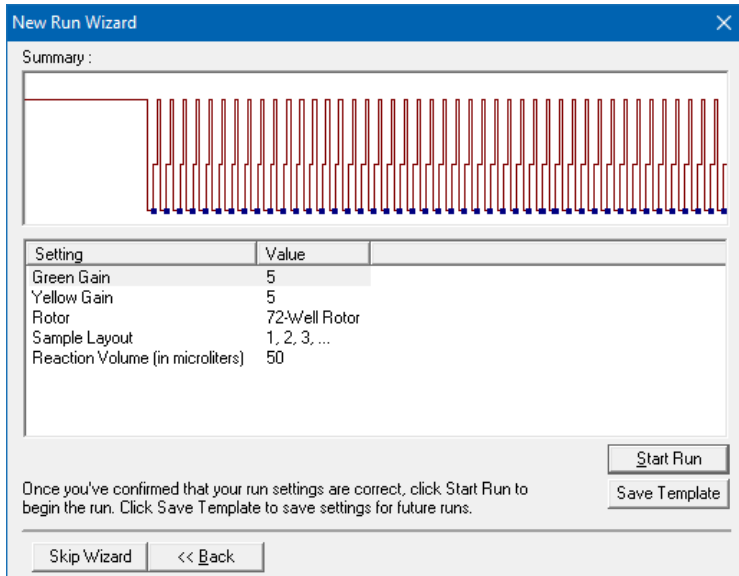 New Run Wizard
Summary :
Setting Value
Green Gain 5
Yellow Gain 5
Rotor 72-Well Rotor
Sample Layout 1, 2, 3, ...
Reaction Volume (in microliters) 50
Start Run
Once you've confirmed that your run settings are correct, click Start Run to
begin the run. Click Save Template to save settings for future runs.
Save Template
Skip Wizard << Back